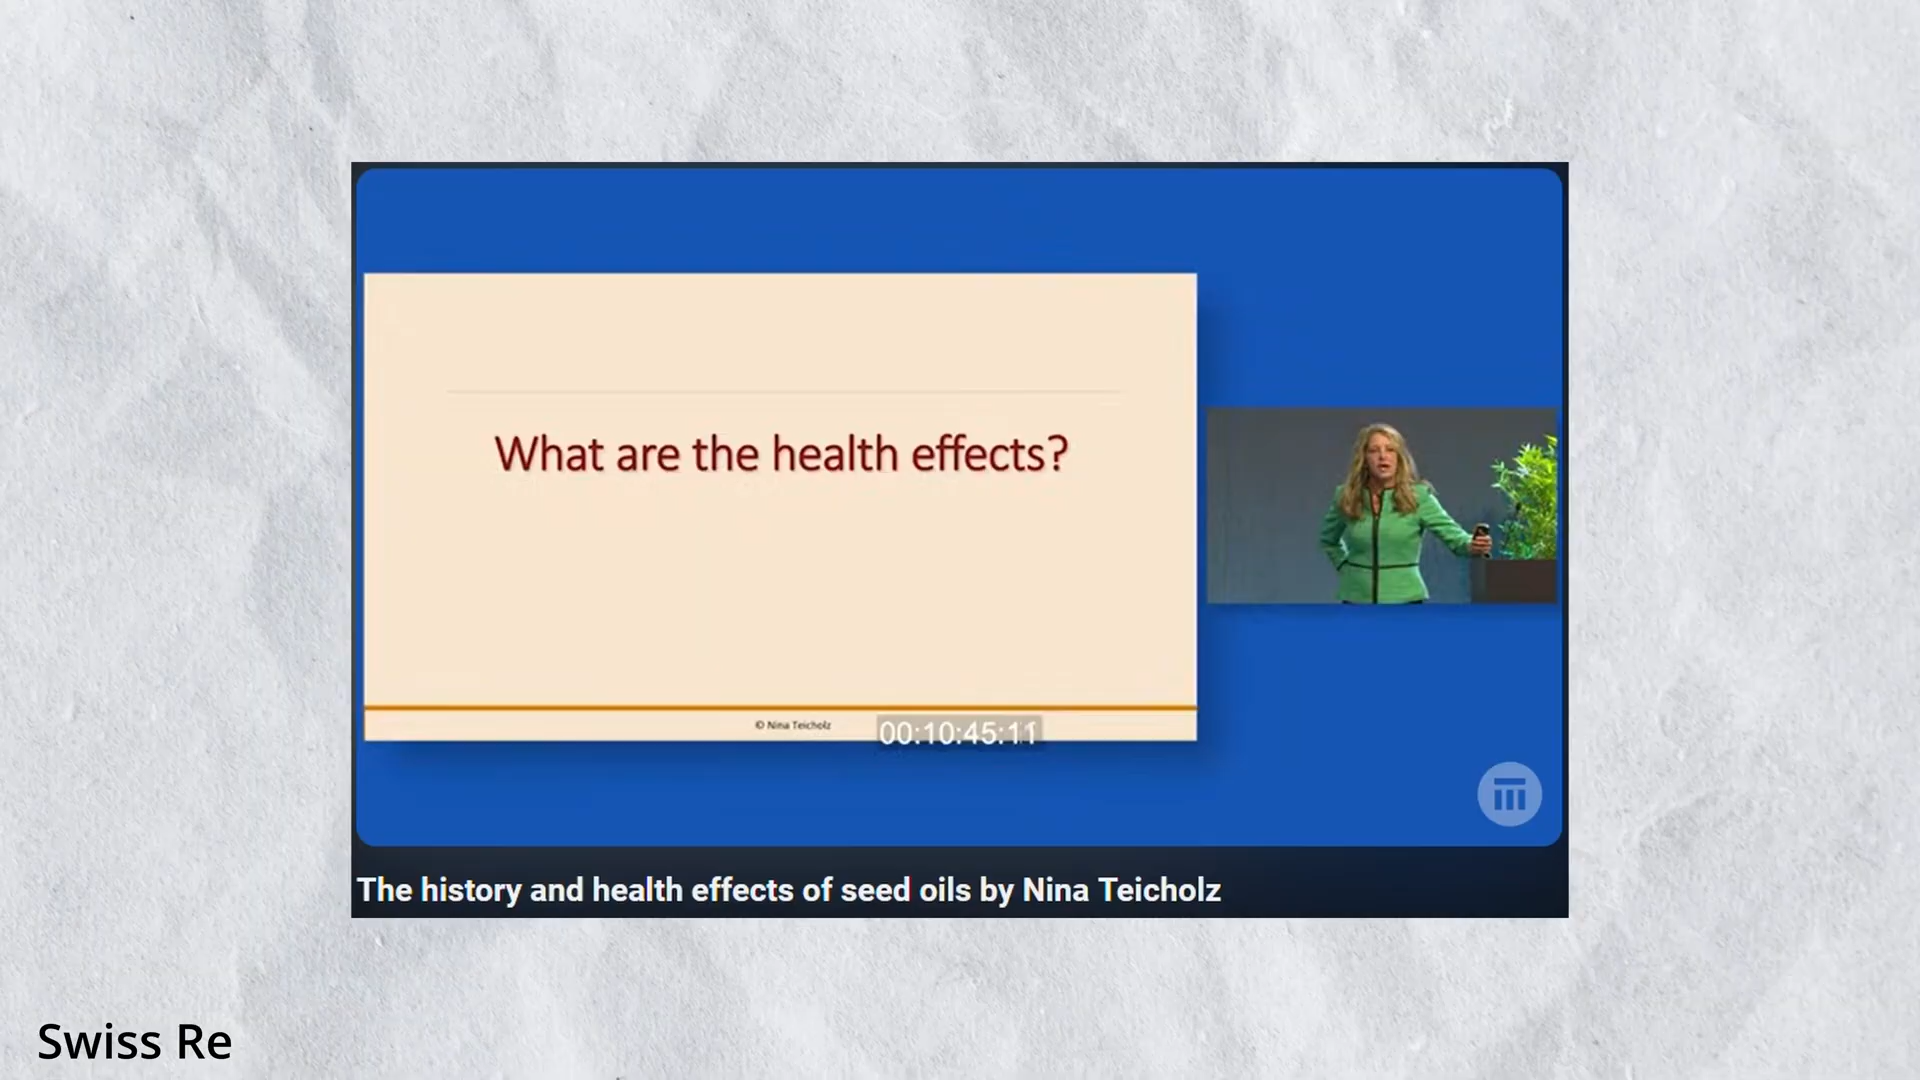 What are the health effects?
© Nina Teicholz
00:10:45:11
The history and health effects of seed oils by Nina Teicholz
Swiss Re